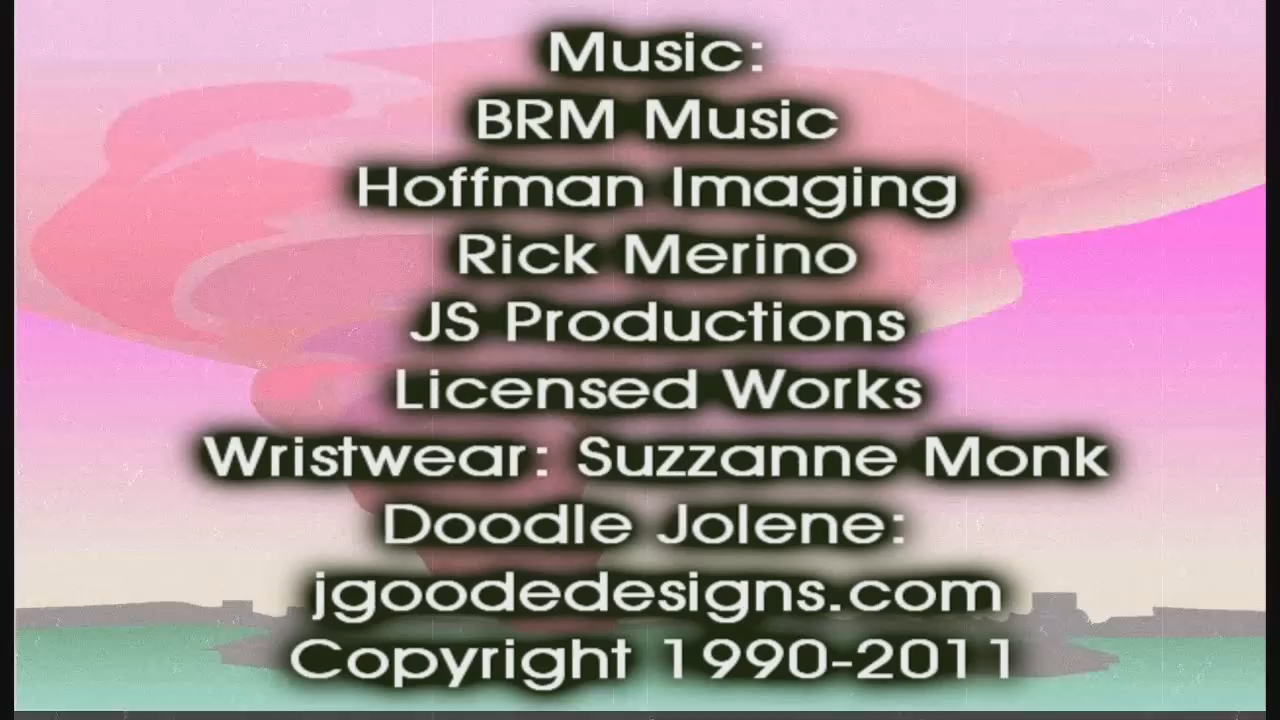 Music:
BRM Music
Hoffman Imaging
Rick Merino
JS Productions
Licensed Works
Wristwear: Suzzanne Monk
Doodle Jolene:
jgoodedesigns.com
Copyright 1990-2011